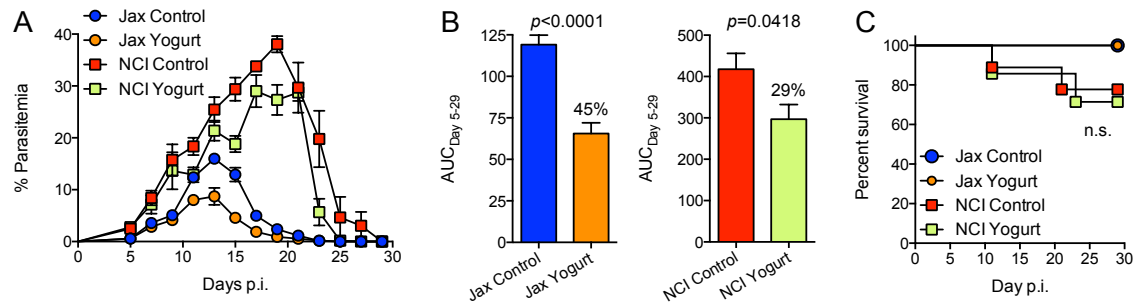 A
Jax Control
Jax Yogurt
NCI Control
NCI Yogurt
% Parasitemia
40
30
20
10
0
0 5 10 15 20 25 30
Days p.i.
B
p<0.0001
AUCDay 5-29
125
100
75
50
25
0
45%
Jax Control
Jax Yogurt
p=0.0418
AUCDay 5-29
500
400
300
200
100
0
29%
NCI Control
NCI Yogurt
C
Percent survival
100
80
60
40
20
0
n.s.
Jax Control
Jax Yogurt
NCI Control
NCI Yogurt
0 5 10 15 20 25 30
Day p.i.